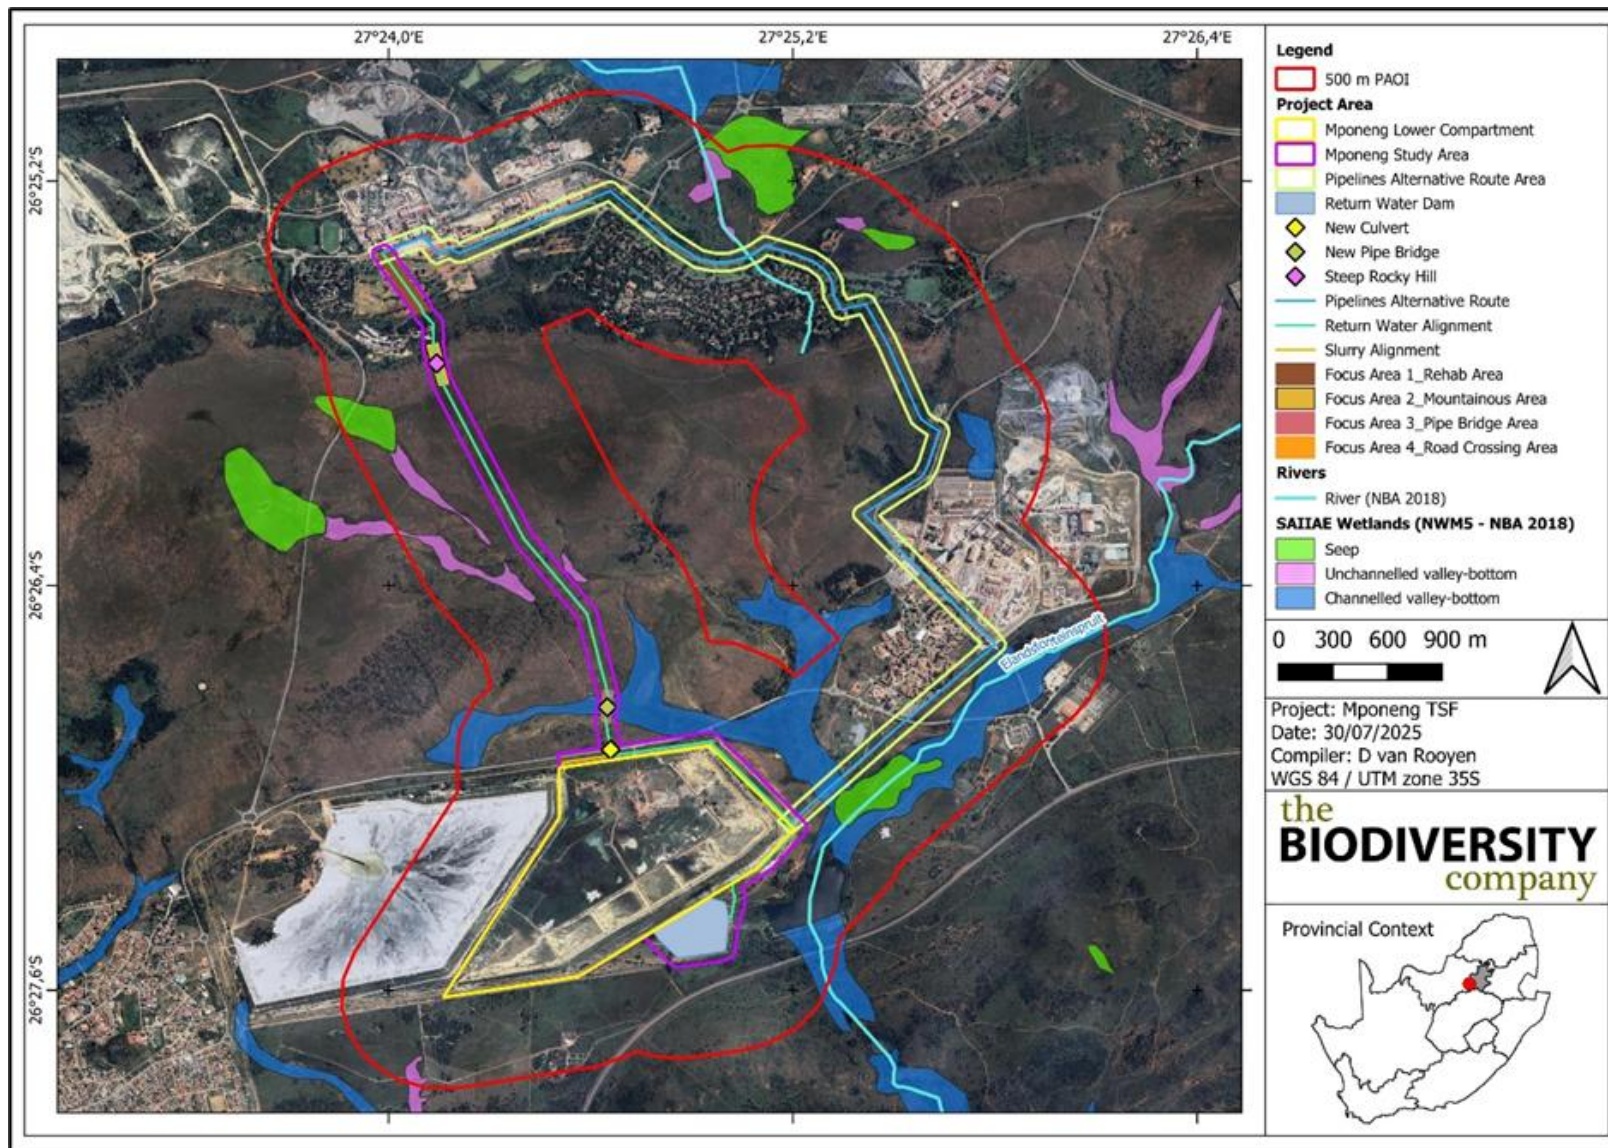 27°24,0'E
27°25,2'E
27°26,4'E
26°25,2'S
26°26,4'S
26°27,6'S
Elandsfonteinspruit
Legend
500 m PAOI
Project Area
Mponeng Lower Compartment
Mponeng Study Area
Pipelines Alternative Route Area
Return Water Dam
New Culvert
New Pipe Bridge
Steep Rocky Hill
Pipelines Alternative Route
Return Water Alignment
Slurry Alignment
Focus Area 1_Rehab Area
Focus Area 2_Mountainous Area
Focus Area 3_Pipe Bridge Area
Focus Area 4_Road Crossing Area
Rivers
River (NBA 2018)
SAIIAE Wetlands (NWM5 - NBA 2018)
Seep
Unchannelled valley-bottom
Channelled valley-bottom
0 300 600 900 m
Project: Mponeng TSF
Date: 30/07/2025
Compiler: D van Rooyen
WGS 84 / UTM zone 35S
the
BIODIVERSITY
company
Provincial Context